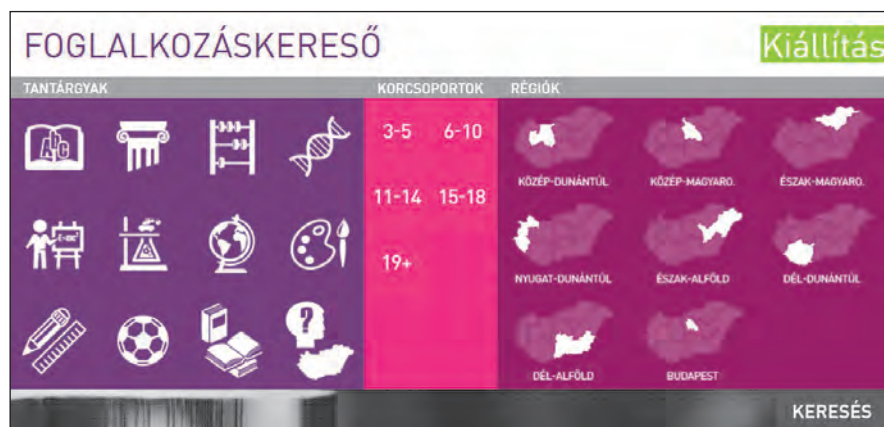 FOGLALKOZÁSKERESŐ
Kiállítás
TANTÁRGYAK KORCSOPORTOK RÉGIÓK
3-5 6-10
11-14 15-18
19+
KÖZÉP-DUNÁNTÚL KÖZÉP-MAGYARO. ÉSZAK-MAGYARO.
NYUGAT-DUNÁNTÚL ÉSZAK-ALFÖLD DÉL-DUNÁNTÚL
DÉL-ALFÖLD BUDAPEST
KERESÉS